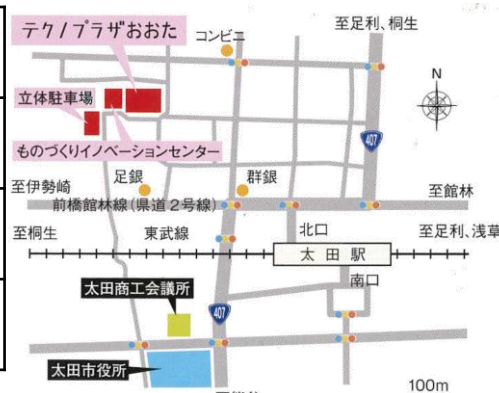 テクノプラザおおた
コンビニ
至足利、桐生
N
立体駐車場
407
ものづくりイノベーションセンター
足銀
群銀
至伊勢崎
至館林
前橋館林線(県道2号線)
至桐生
東武線
北口
至足利、浅草
太田駅
南口
太田商工会議所
407
太田市役所
100m